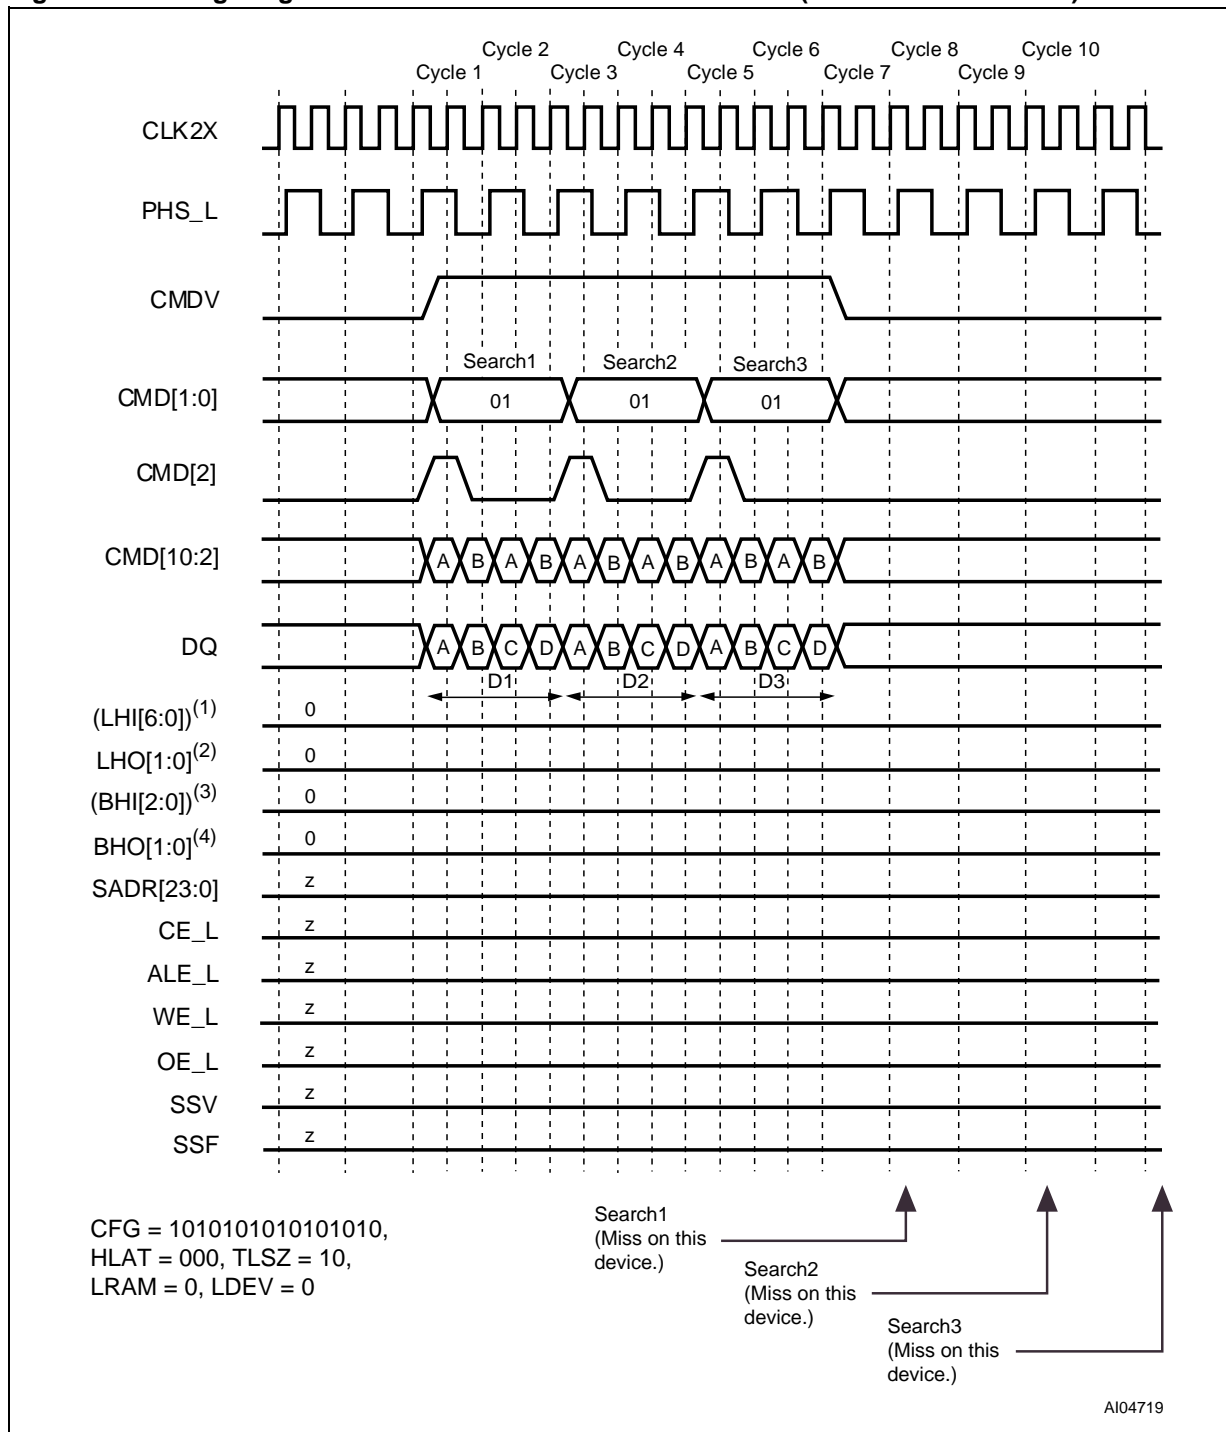 Cycle 2 Cycle 4 Cycle 6 Cycle 8 Cycle 10
Cycle 1 Cycle 3 Cycle 5 Cycle 7 Cycle 9
CLK2X
PHS_L
CMDV
Search1 Search2 Search3
CMD[1:0] 01 01 01
CMD[2]
CMD[10:2] A B A B A B A B A B A B
DQ A B C D A B C D A B C D
D1 D2 D3
(LHI[6:0])(1) 0
LHO[1:0](2) 0
(BHI[2:0])(3) 0
BHO[1:0](4) 0
SADR[23:0] z
CE_L z
ALE_L z
WE_L z
OE_L z
SSV z
SSF z
CFG = 1010101010101010,
HLAT = 000, TLSZ = 10,
LRAM = 0, LDEV = 0
Search1
(Miss on this
device.)
Search2
(Miss on this
device.)
Search3
(Miss on this
device.)
AI04719